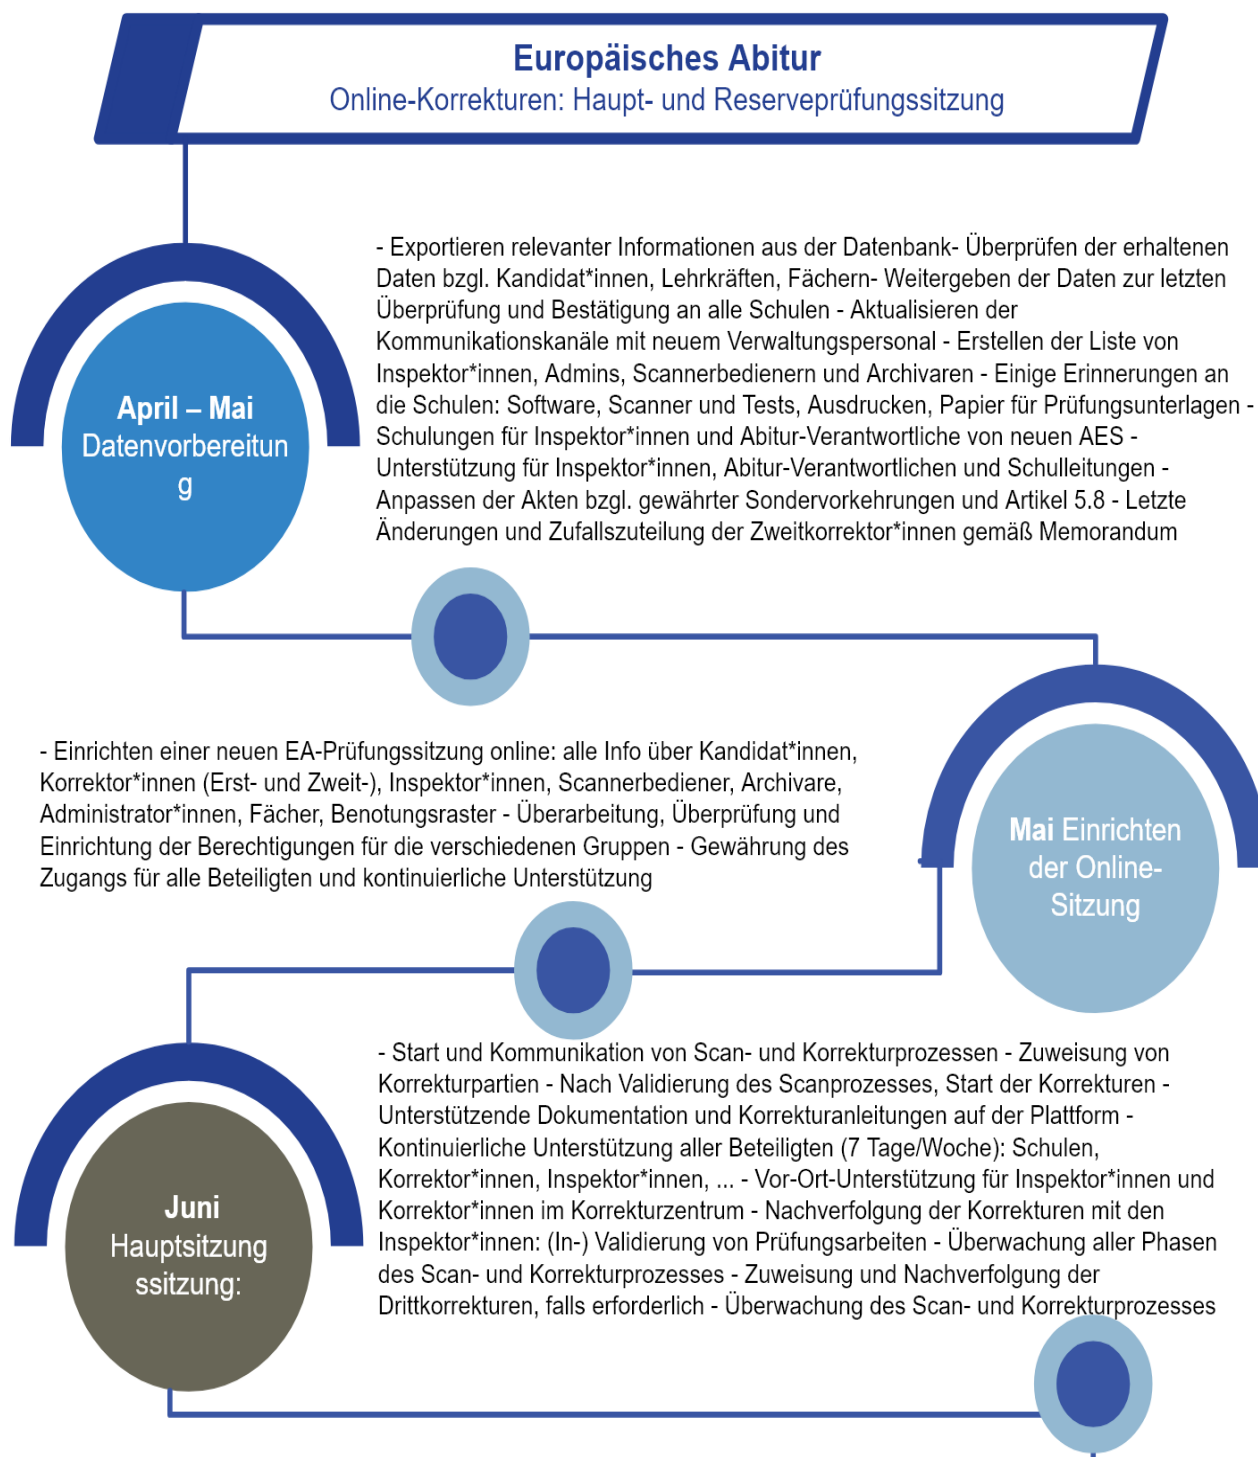 Europäisches Abitur
Online-Korrekturen: Haupt- und Reserveprüfungssitzung
- Exportieren relevanter Informationen aus der Datenbank- Überprüfen der erhaltenen
Daten bzgl. Kandidat*innen, Lehrkräften, Fächern- Weitergeben der Daten zur letzten
Überprüfung und Bestätigung an alle Schulen - Aktualisieren der
Kommunikationskanäle mit neuem Verwaltungspersonal - Erstellen der Liste von
Inspektor*innen, Admins, Scannerbedienern und Archivaren - Einige Erinnerungen an
die Schulen: Software, Scanner und Tests, Ausdrucken, Papier für Prüfungsunterlagen -
Schulungen für Inspektor*innen und Abitur-Verantwortliche von neuen AES -
Unterstützung für Inspektor*innen, Abitur-Verantwortlichen und Schulleitungen -
Anpassen der Akten bzgl. gewährter Sondervorkehrungen und Artikel 5.8 - Letzte
Änderungen und Zufallszuteilung der Zweitkorrektor*innen gemäß Memorandum
April – Mai
Datenvorbereitun
g
- Einrichten einer neuen EA-Prüfungssitzung online: alle Info über Kandidat*innen,
Korrektor*innen (Erst- und Zweit-), Inspektor*innen, Scannerbediener, Archivare,
Administrator*innen, Fächer, Benotungsraster - Überarbeitung, Überprüfung und
Einrichtung der Berechtigungen für die verschiedenen Gruppen - Gewährung des
Zugangs für alle Beteiligten und kontinuierliche Unterstützung
Mai Einrichten
der Online-
Sitzung
- Start und Kommunikation von Scan- und Korrekturprozessen - Zuweisung von
Korrekturpartien - Nach Validierung des Scanprozesses, Start der Korrekturen -
Unterstützende Dokumentation und Korrekturanleitungen auf der Plattform -
Kontinuierliche Unterstützung aller Beteiligten (7 Tage/Woche): Schulen,
Korrektor*innen, Inspektor*innen, ... - Vor-Ort-Unterstützung für Inspektor*innen und
Korrektor*innen im Korrekturzentrum - Nachverfolgung der Korrekturen mit den
Inspektor*innen: (In-) Validierung von Prüfungsarbeiten - Überwachung aller Phasen
des Scan- und Korrekturprozesses - Zuweisung und Nachverfolgung der
Drittkorrekturen, falls erforderlich - Überwachung des Scan- und Korrekturprozesses
Juni
Hauptsitzung
ssitzung: